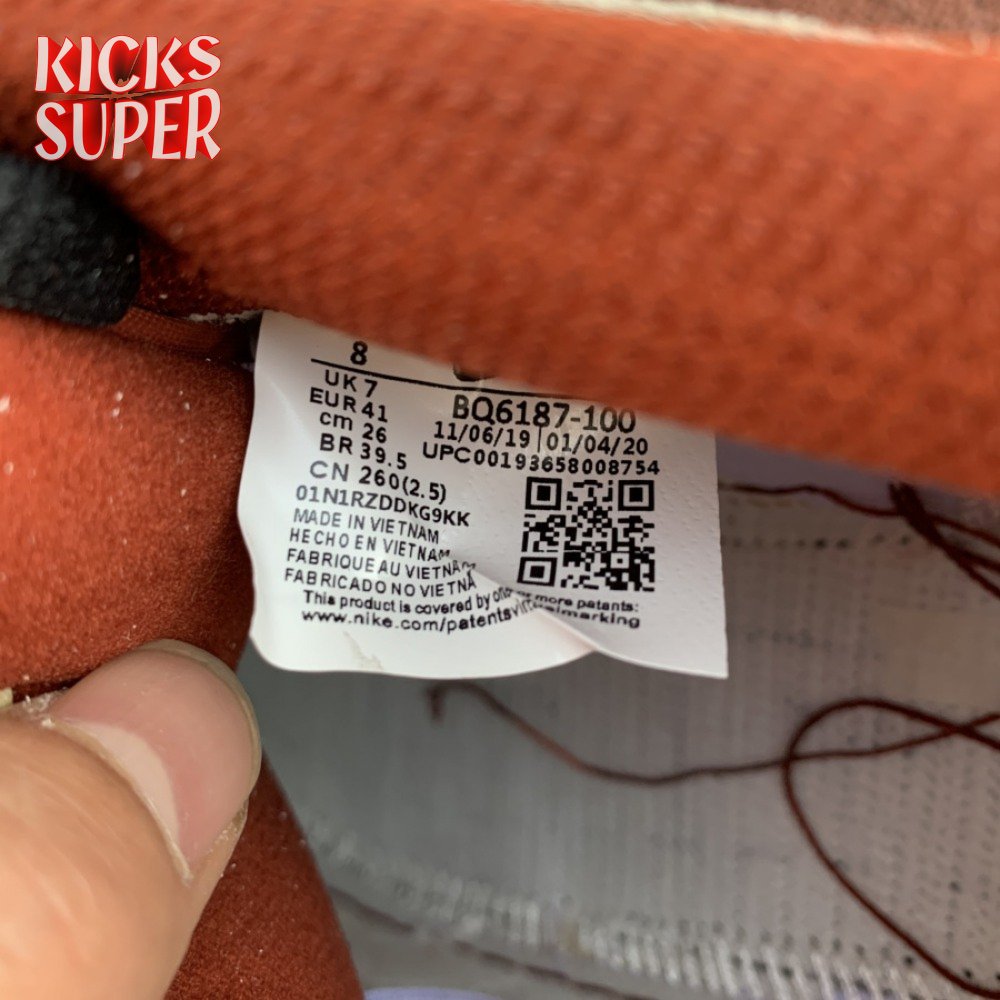 KICKS
SUPER
8
UK 7
EUR 41
cm 26
BR 39.5
CN 260(2.5)
BQ6187-100
11/06/19 | 01/04/20
UPC00193658008754
01N1RZDDKG9KK
MADE IN VIETNAM
HECHO EN VIETNAM
FABRIQUE AU VIETNAM
FABRICADO NO VIETNÃ
This product is covered by one or more patents:
www.nike.com/patents